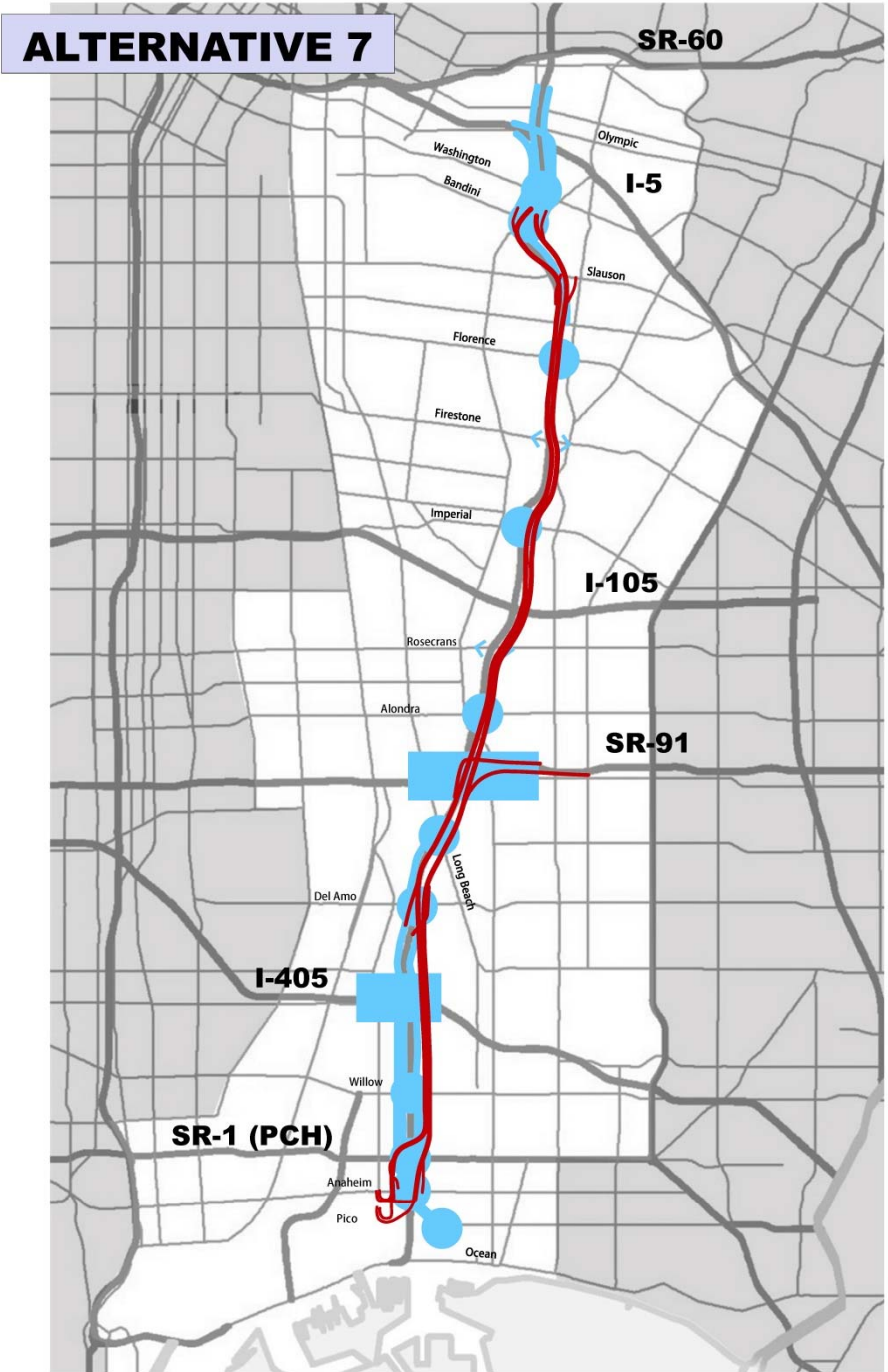 ALTERNATIVE 7
SR-60
Olympic
Washington
I-5
Bandini
Slauson
Florence
Firestone
Imperial
I-105
Rosecrans
Alondra
SR-91
Long Beach
Del Amo
I-405
Willow
SR-1 (PCH)
Anaheim
Pico
Ocean